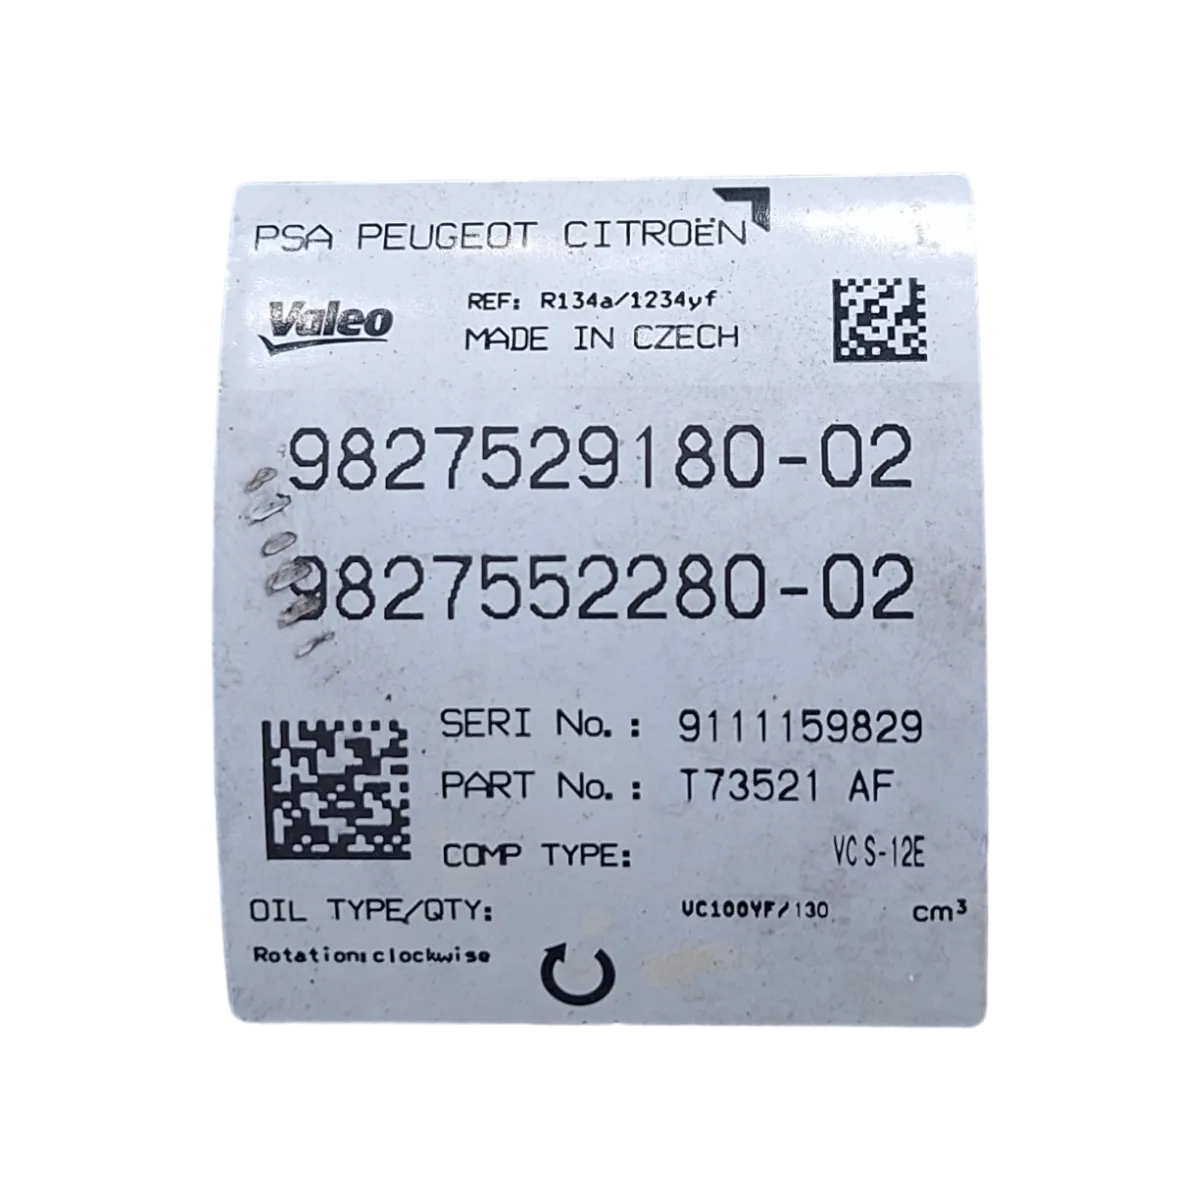 PSA PEUGEOT CITROËN
Valeo
REF: R134a/1234yf
MADE IN CZECH
9827529180-02
9827552280-02
SERI No.: 9111159829
PART No.: T73521 AF
COMP TYPE: VC S-12E
OIL TYPE/QTY: VC100YF/130 cm³
Rotation:clockwise